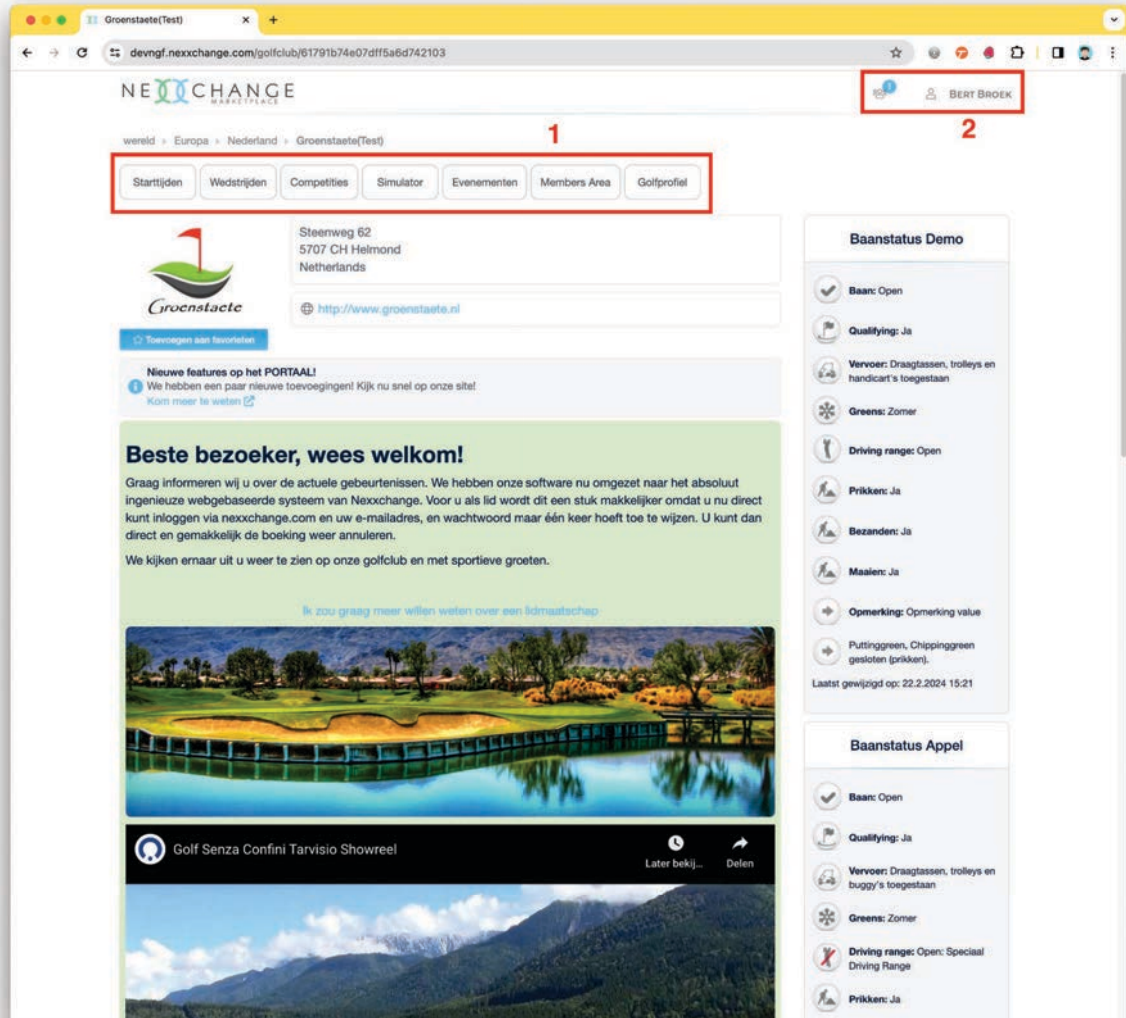 Groenstaete(Test)
devngf.nexxchange.com/golfclub/61791b74e07dff5a6d742103
NEXXCHANGE
MARKETPLACE
1
BERT BROEK
2
wereld Europa Nederland Groenstaete(Test)
1
Starttijden Wedstrijden Competities Simulator Evenementen Members Area Golfprofiel
Groenstaete
Steenweg 62
5707 CH Helmond
Netherlands
http://www.groenstaete.nl
Toevoegen aan favorieten
Nieuwe features op het PORTAAL!
We hebben een paar nieuwe toevoegingen! Kijk nu snel op onze site!
Kom meer te weten
Beste bezoeker, wees welkom!
Graag informeren wij u over de actuele gebeurtenissen. We hebben onze software nu omgezet naar het absoluut
ingenieuze webgebaseerde systeem van Nexxchange. Voor u als lid wordt dit een stuk makkelijker omdat u nu direct
kunt inloggen via nexxchange.com en uw e-mailadres, en wachtwoord maar één keer hoeft toe te wijzen. U kunt dan
direct en gemakkelijk de boeking weer annuleren.
We kijken ernaar uit u weer te zien op onze golfclub en met sportieve groeten.
Ik zou graag meer willen weten over een lidmaatschap
Golf Senza Confini Tarvisio Showreel
Later bekij...
Delen
Baanstatus Demo
Baan: Open
Qualifying: Ja
Vervoer: Draagtassen, trolleys en
handicart's toegestaan
Greens: Zomer
Driving range: Open
Prikken: Ja
Bezanden: Ja
Maaien: Ja
Opmerking: Opmerking value
Puttinggreen, Chippinggreen
gesloten (prikken).
Laatst gewijzigd op: 22.2.2024 15:21
Baanstatus Appel
Baan: Open
Qualifying: Ja
Vervoer: Draagtassen, trolleys en
buggy's toegestaan
Greens: Zomer
Driving range: Open: Speciaal
Driving Range
Prikken: Ja